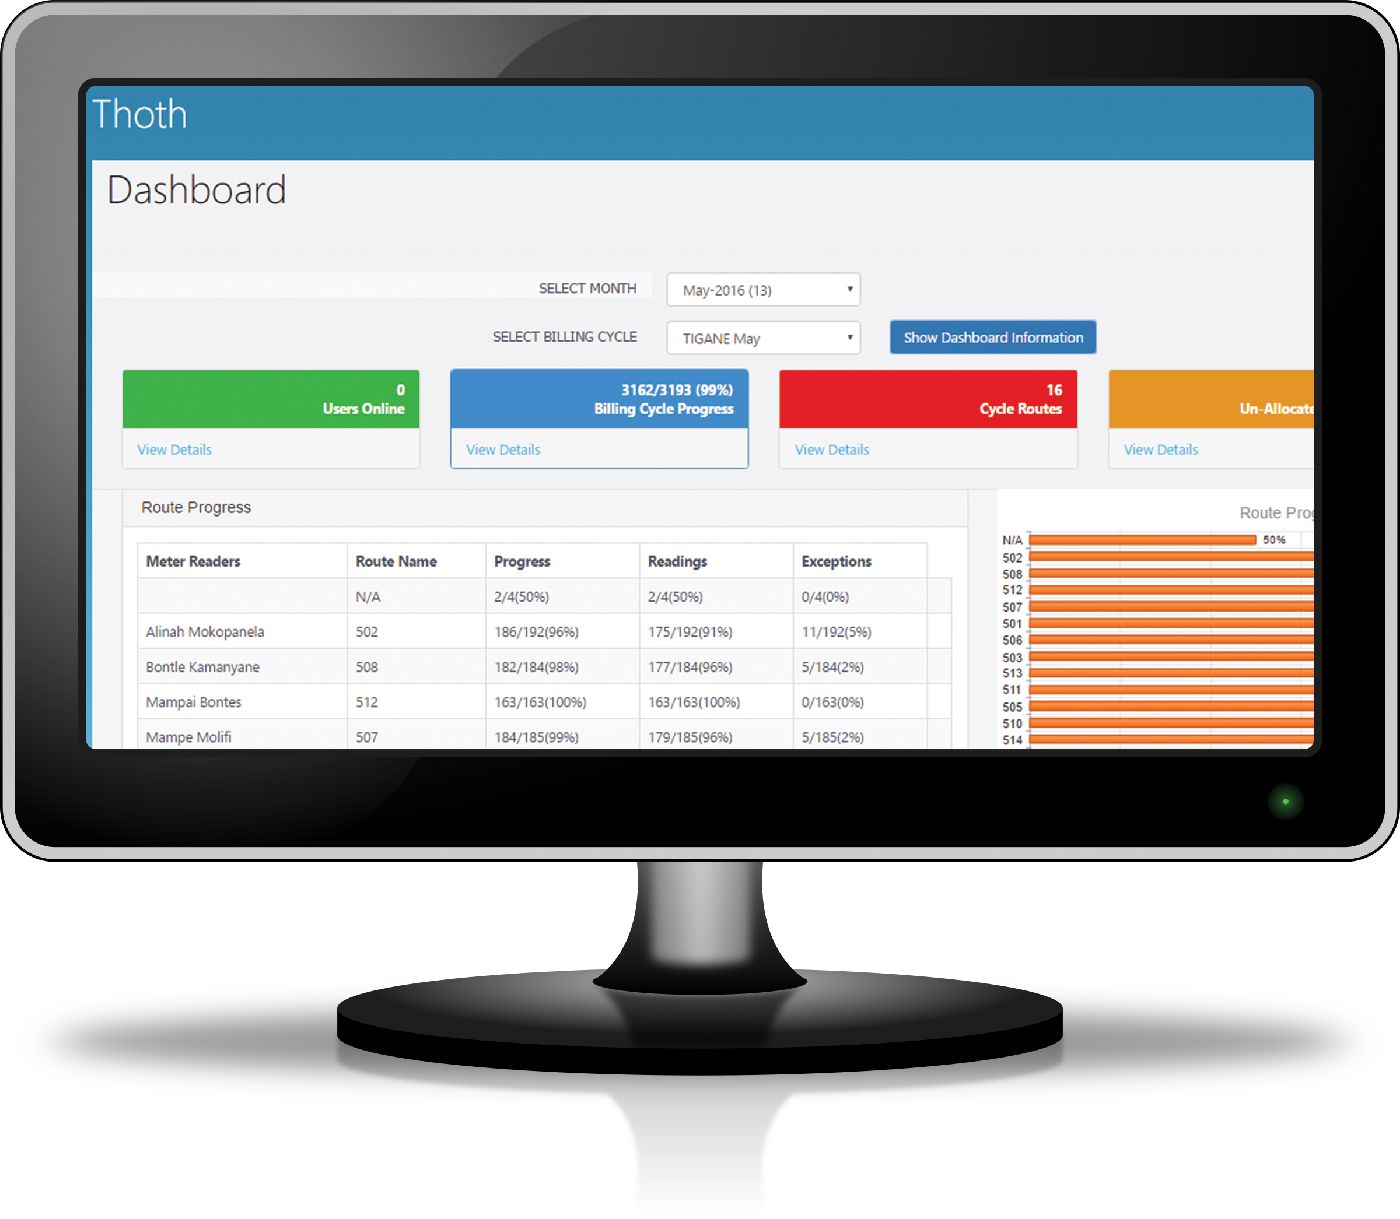 Thoth
Dashboard
SELECT MONTH May-2016 (13)
SELECT BILLING CYCLE TIGANE May Show Dashboard Information
0 3162/3193 (99%) 16
Users Online Billing Cycle Progress Cycle Routes Un-Allocate
View Details View Details View Details View Details
Route Progress
Meter Readers Route Name Progress Readings Exceptions
N/A 2/4(50%) 2/4(50%) 0/4(0%)
Alinah Mokopanela 502 186/192(96%) 175/192(91%) 11/192(5%)
Bontle Kamanyane 508 182/184(98%) 177/184(96%) 5/184(2%)
Mampai Bontes 512 163/163(100%) 163/163(100%) 0/163(0%)
Mampe Molifi 507 184/185(99%) 179/185(96%) 5/185(2%)
Route Prog
N/A 50%
502
508
512
507
501
506
503
513
511
505
510
514